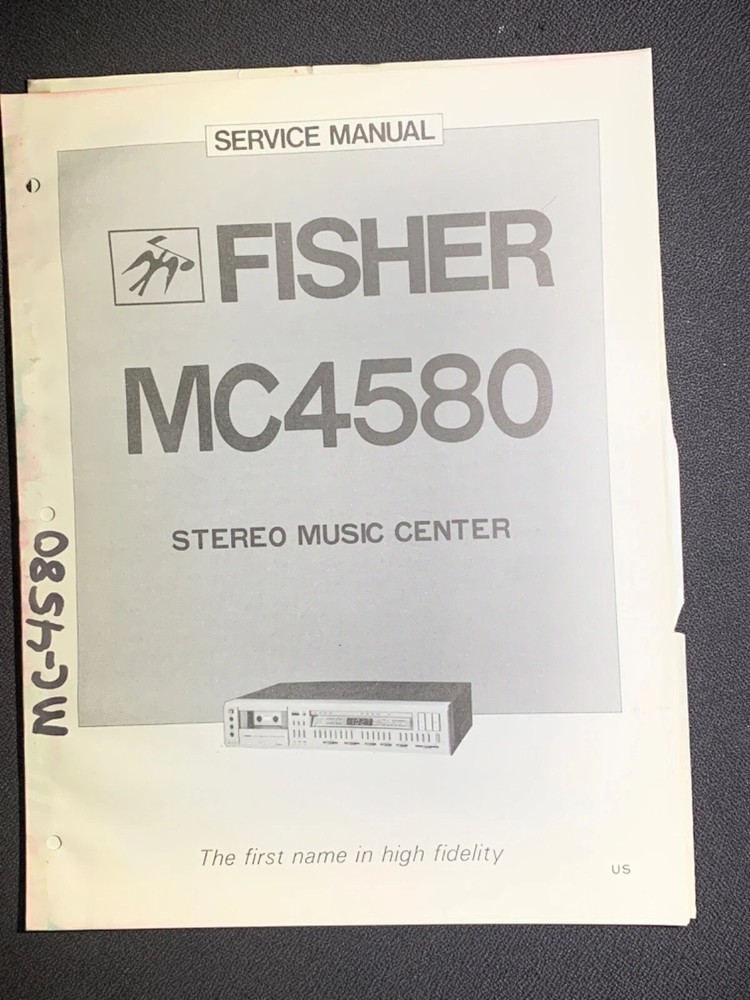 SERVICE MANUAL
FISHER
MC4580
STEREO MUSIC CENTER
MC-4580
The first name in high fidelity
US